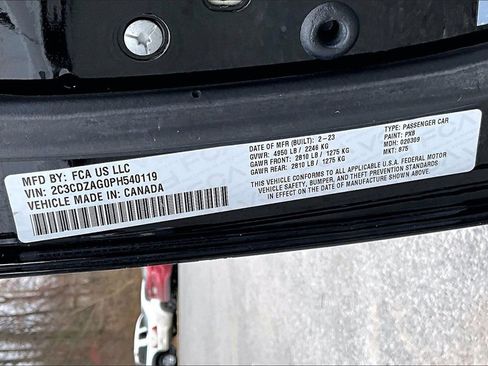 MFD BY: FCA US LLC
VIN: 2C3CDZAG0PH540119
VEHICLE MADE IN: CANADA
DATE OF MFR (BUILT): 2-23
GVWR: 4950 LB / 2246 KG
GAWR FRONT: 2810 LB / 1275 KG
GAWR REAR: 2810 LB / 1275 KG
TYPE: PASSENGER CAR
PAINT: PX8
MDH: 020309
MKT: 875
THIS VEHICLE CONFORMS TO ALL APPLICABLE U.S.A. FEDERAL MOTOR
VEHICLE SAFETY, BUMPER, AND THEFT PREVENTION STANDARDS
IN EFFECT ON THE DATE OF MANUFACTURE SHOWN ABOVE